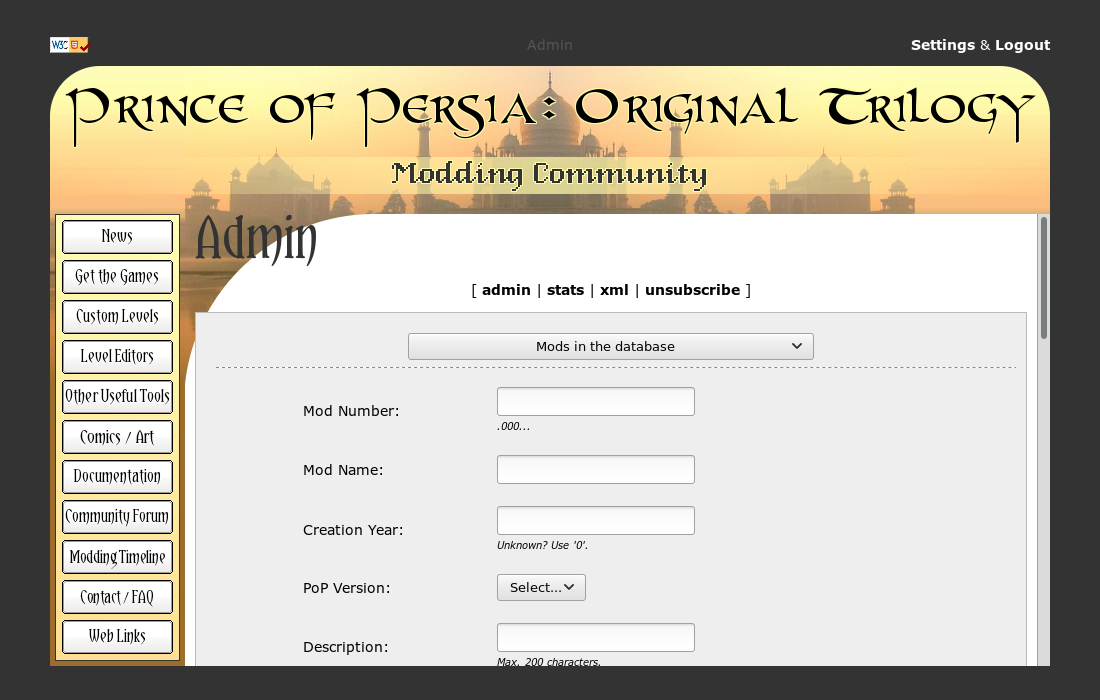 W3C 5
Admin
Settings & Logout
Prince of Persia: Original Trilogy
Modding Community
News
Get the Games
Custom Levels
Level Editors
Other Useful Tools
Comics / Art
Documentation
Community Forum
Modding Timeline
Contact / FAQ
Web Links
Admin
[ admin | stats | xml | unsubscribe ]
Mods in the database
Mod Number:
.000...
Mod Name:
Creation Year:
Unknown? Use '0'.
PoP Version:
Select...
Description:
Max. 200 characters.